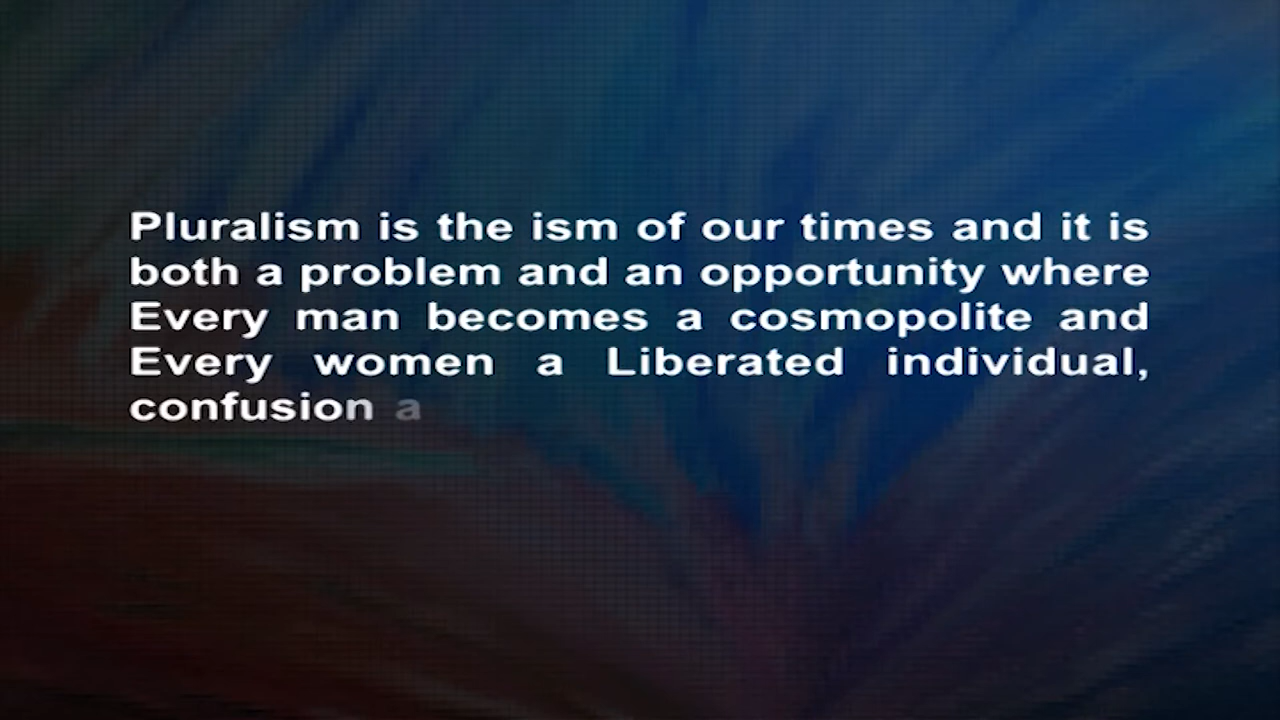 Pluralism is the ism of our times and it is
both a problem and an opportunity where
Every man becomes a cosmopolite and
Every women a Liberated individual,
confusion a